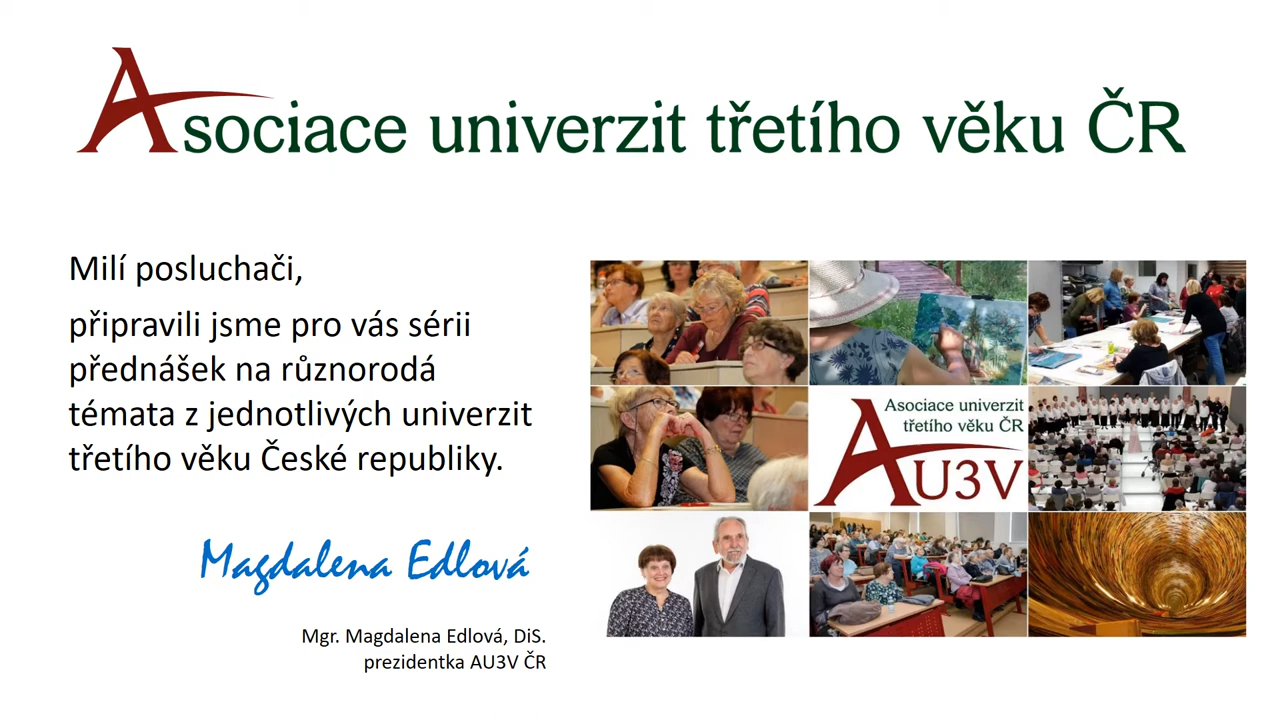 Asociace univerzit třetího věku ČR
Milí posluchači,
připravili jsme pro vás sérii
přednášek na různorodá
témata z jednotlivých univerzit
třetího věku České republiky.
Asociace univerzit
třetího věku ČR
AU3V
Magdalena Edlová
Mgr. Magdalena Edlová, DiS.
prezidentka AU3V ČR